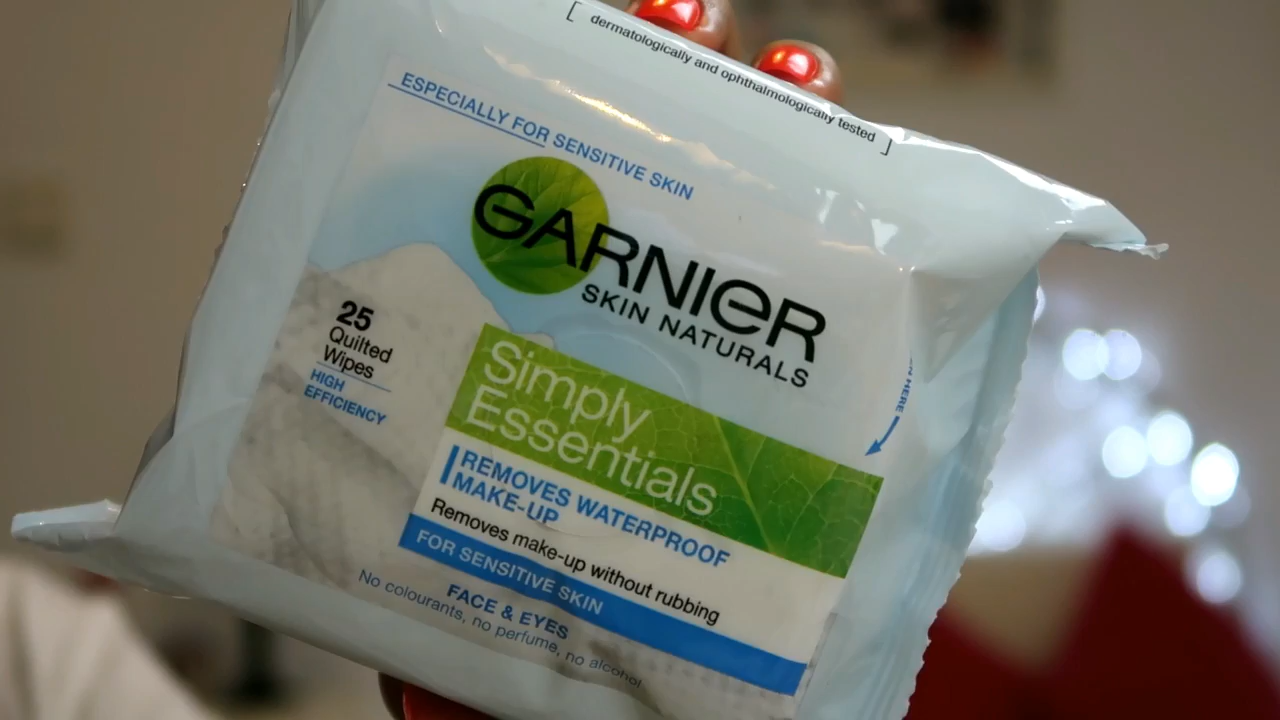 [ dermatologically and ophthalmologically tested ]
ESPECIALLY FOR SENSITIVE SKIN
GARNIER
SKIN NATURALS
25
Quilted
Wipes
HIGH
EFFICIENCY
HERE
Simply
Essentials
REMOVES WATERPROOF
MAKE-UP
Removes make-up without rubbing
FOR SENSITIVE SKIN
FACE & EYES
No colourants, no perfume, no alcohol